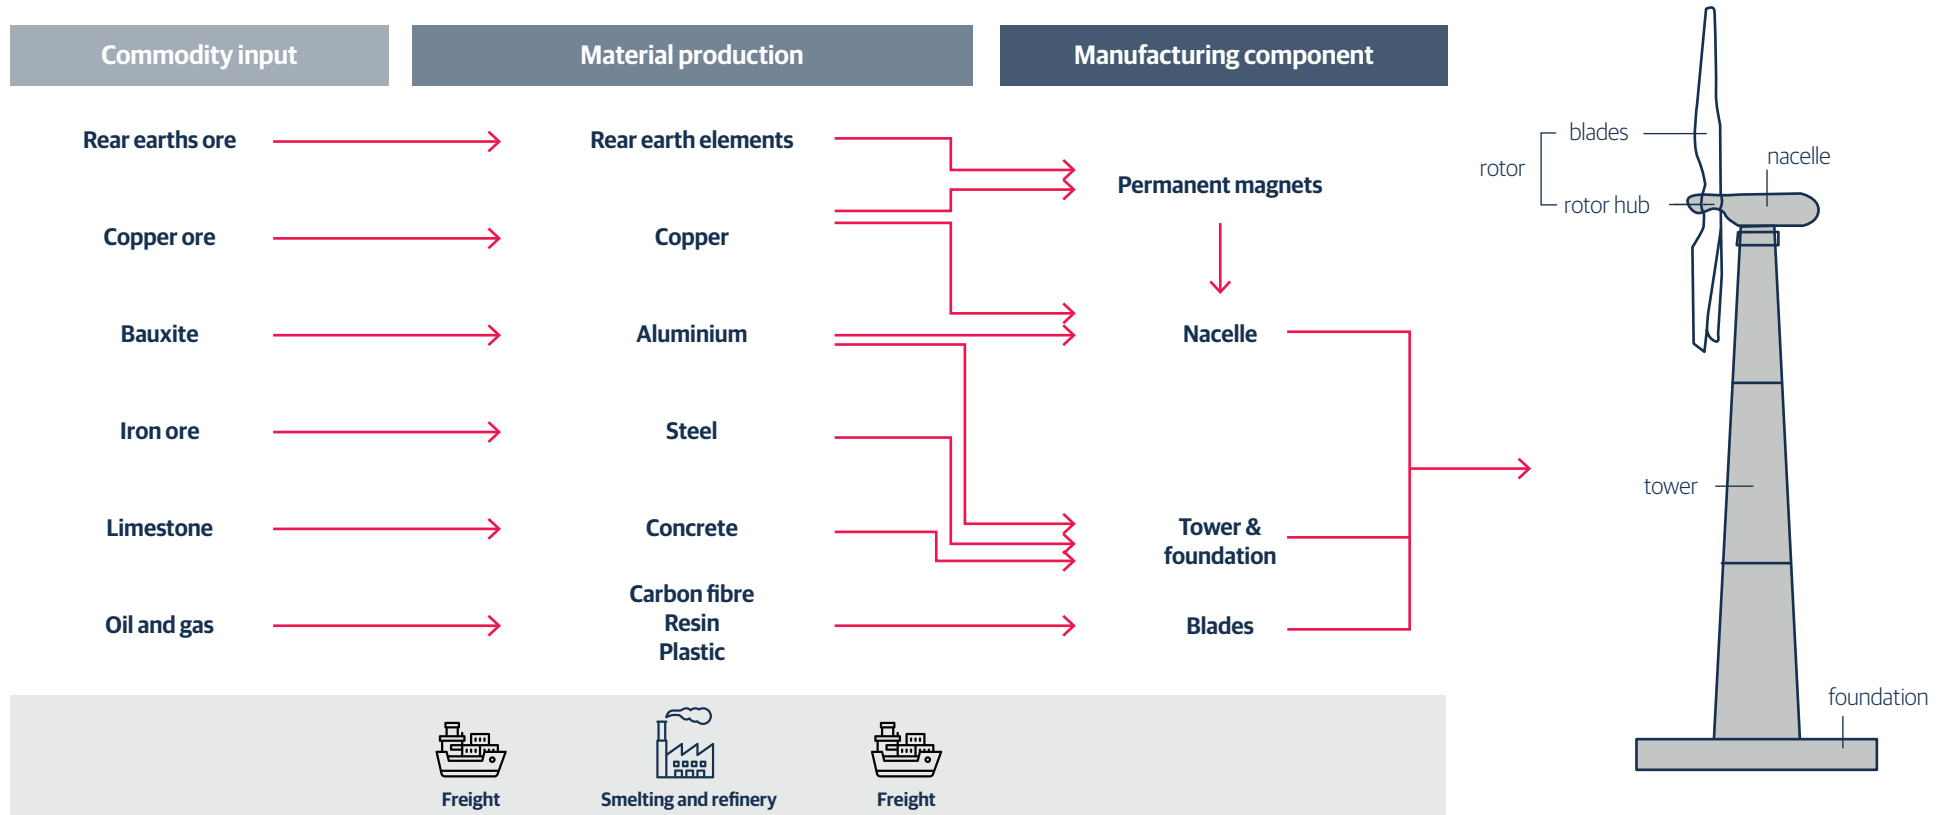 Commodity input
Material production
Manufacturing component
Rear earths ore
Rear earth elements
Permanent magnets
Copper ore
Copper
Bauxite
Aluminium
Nacelle
Iron ore
Steel
Limestone
Concrete
Tower &
foundation
Oil and gas
Carbon fibre
Resin
Plastic
Blades
Freight
Smelting and refinery
Freight
rotor
blades
rotor hub
nacelle
tower
foundation